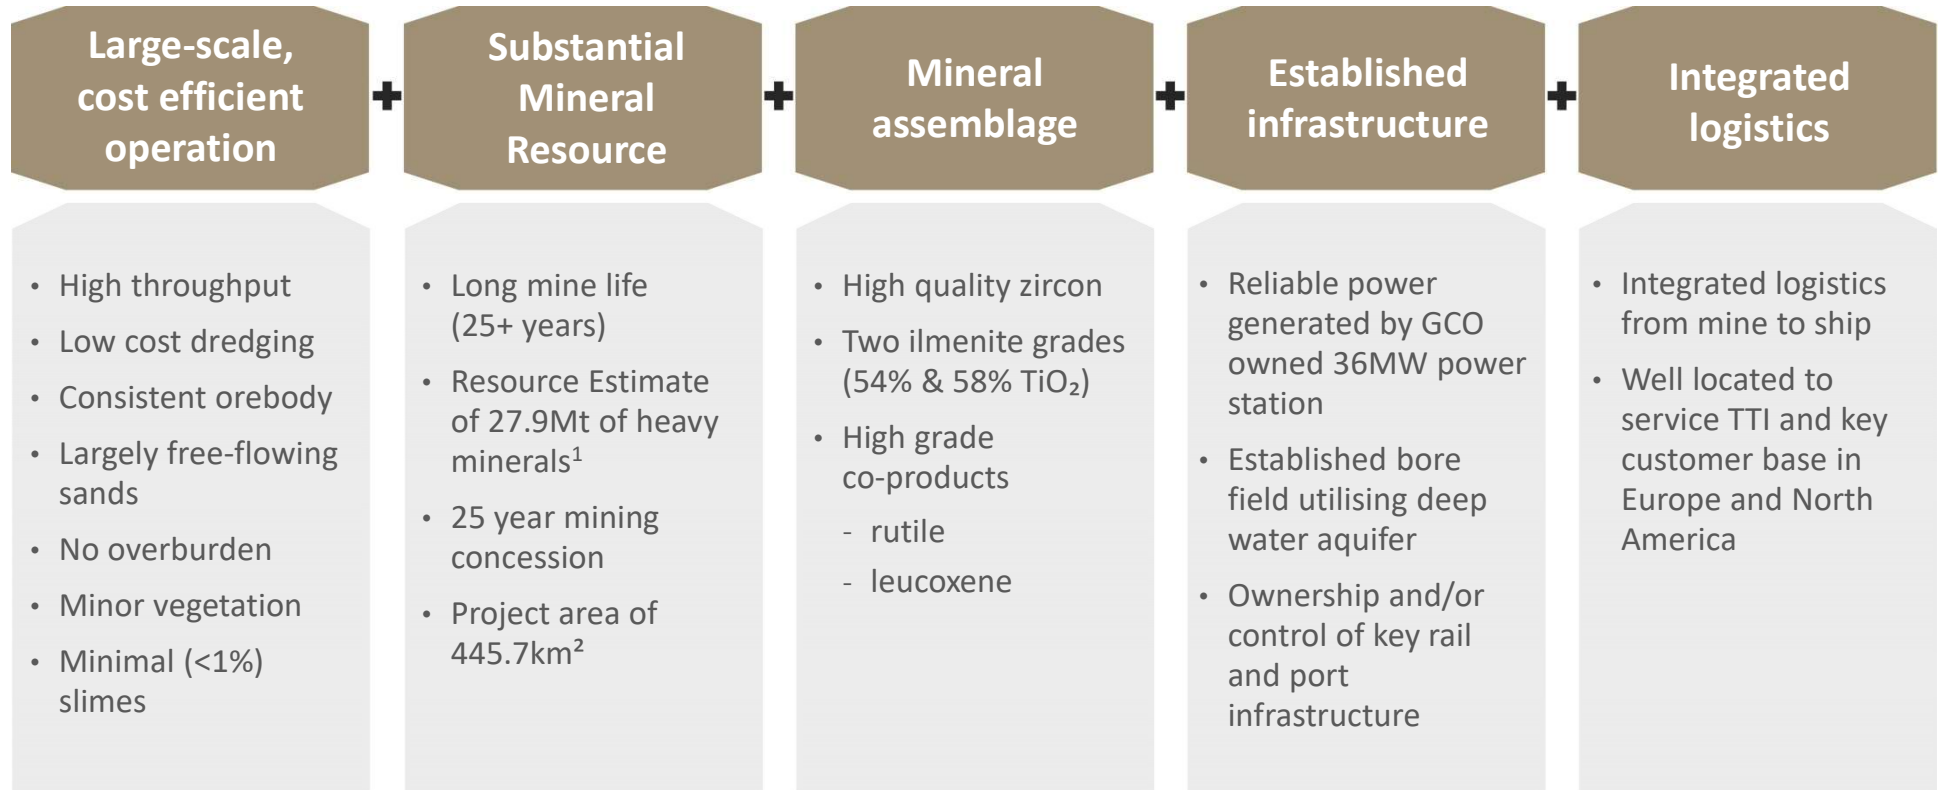 Large-scale,
cost efficient
operation
Substantial
Mineral
Resource
Mineral
assemblage
Established
infrastructure
Integrated
logistics
• High throughput
• Low cost dredging
• Consistent orebody
• Largely free-flowing
sands
• No overburden
• Minor vegetation
• Minimal (<1%)
slimes
• Long mine life
(25+ years)
• Resource Estimate
of 27.9Mt of heavy
minerals¹
• 25 year mining
concession
• Project area of
445.7km²
• High quality zircon
• Two ilmenite grades
(54% & 58% TiO₂)
• High grade
co-products
- rutile
- leucoxene
• Reliable power
generated by GCO
owned 36MW power
station
• Established bore
field utilising deep
water aquifer
• Ownership and/or
control of key rail
and port
infrastructure
• Integrated logistics
from mine to ship
• Well located to
service TTI and key
customer base in
Europe and North
America